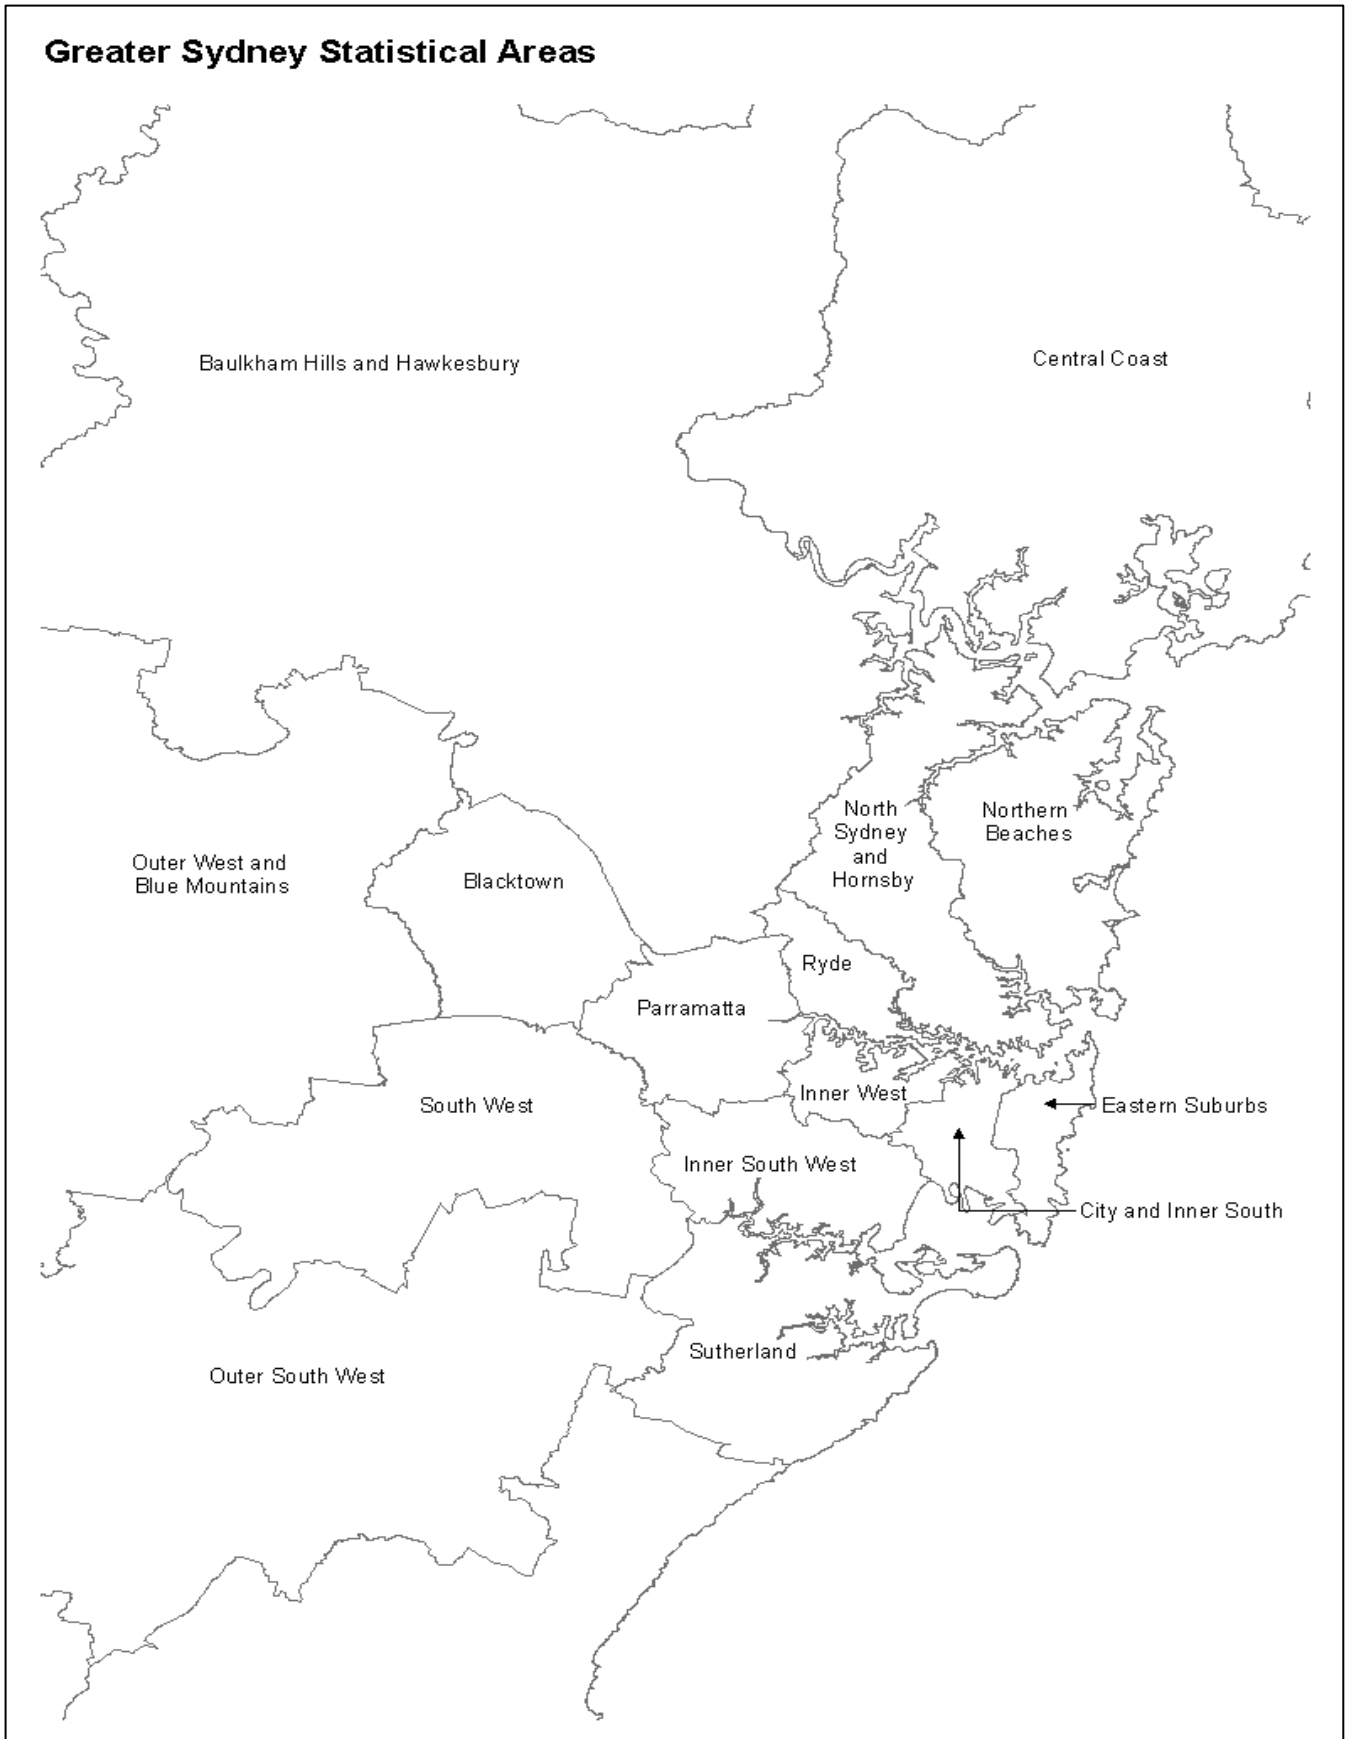 Greater Sydney Statistical Areas
Baulkham Hills and Hawkesbury
Central Coast
North
Sydney
and
Hornsby
Northern
Beaches
Outer West and
Blue Mountains
Blacktown
Ryde
Parramatta
Inner West
South West
Eastern Suburbs
Inner South West
City and Inner South
Sutherland
Outer South West